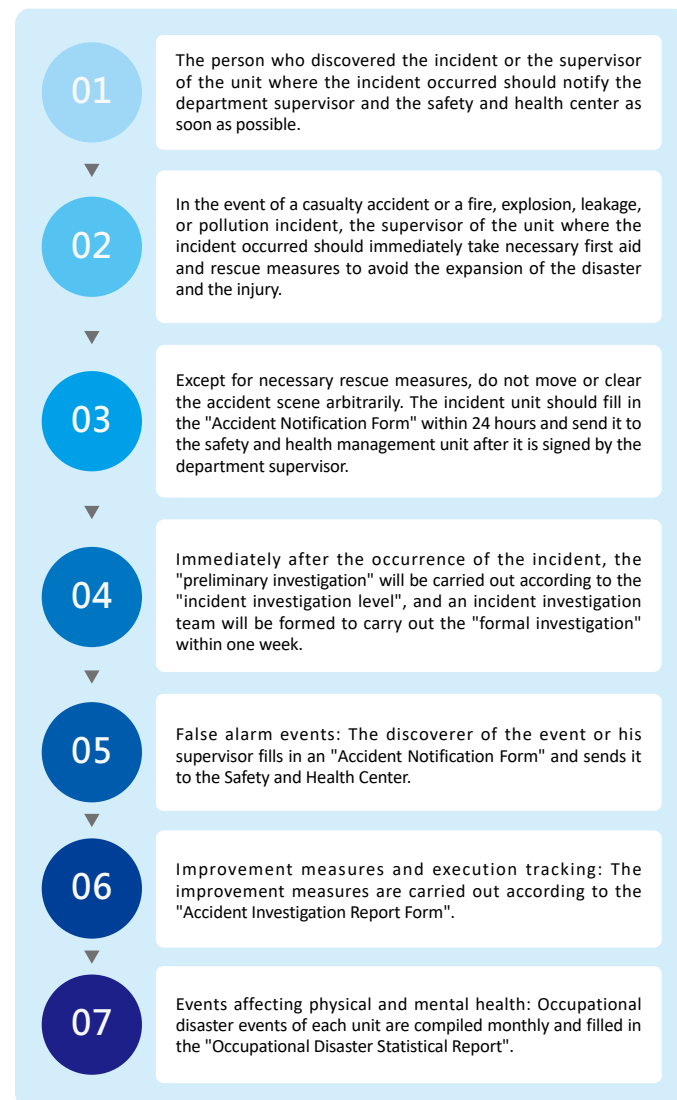 01
The person who discovered the incident or the supervisor
of the unit where the incident occurred should notify the
department supervisor and the safety and health center as
soon as possible.
02
In the event of a casualty accident or a fire, explosion, leakage,
or pollution incident, the supervisor of the unit where the
incident occurred should immediately take necessary first aid
and rescue measures to avoid the expansion of the disaster
and the injury.
03
Except for necessary rescue measures, do not move or clear
the accident scene arbitrarily. The incident unit should fill in
the "Accident Notification Form" within 24 hours and send it to
the safety and health management unit after it is signed by the
department supervisor.
04
Immediately after the occurrence of the incident, the
"preliminary investigation" will be carried out according to the
"incident investigation level", and an incident investigation
team will be formed to carry out the "formal investigation"
within one week.
05
False alarm events: The discoverer of the event or his
supervisor fills in an "Accident Notification Form" and sends it
to the Safety and Health Center.
06
Improvement measures and execution tracking: The
improvement measures are carried out according to the
"Accident Investigation Report Form".
07
Events affecting physical and mental health: Occupational
disaster events of each unit are compiled monthly and filled in
the "Occupational Disaster Statistical Report".